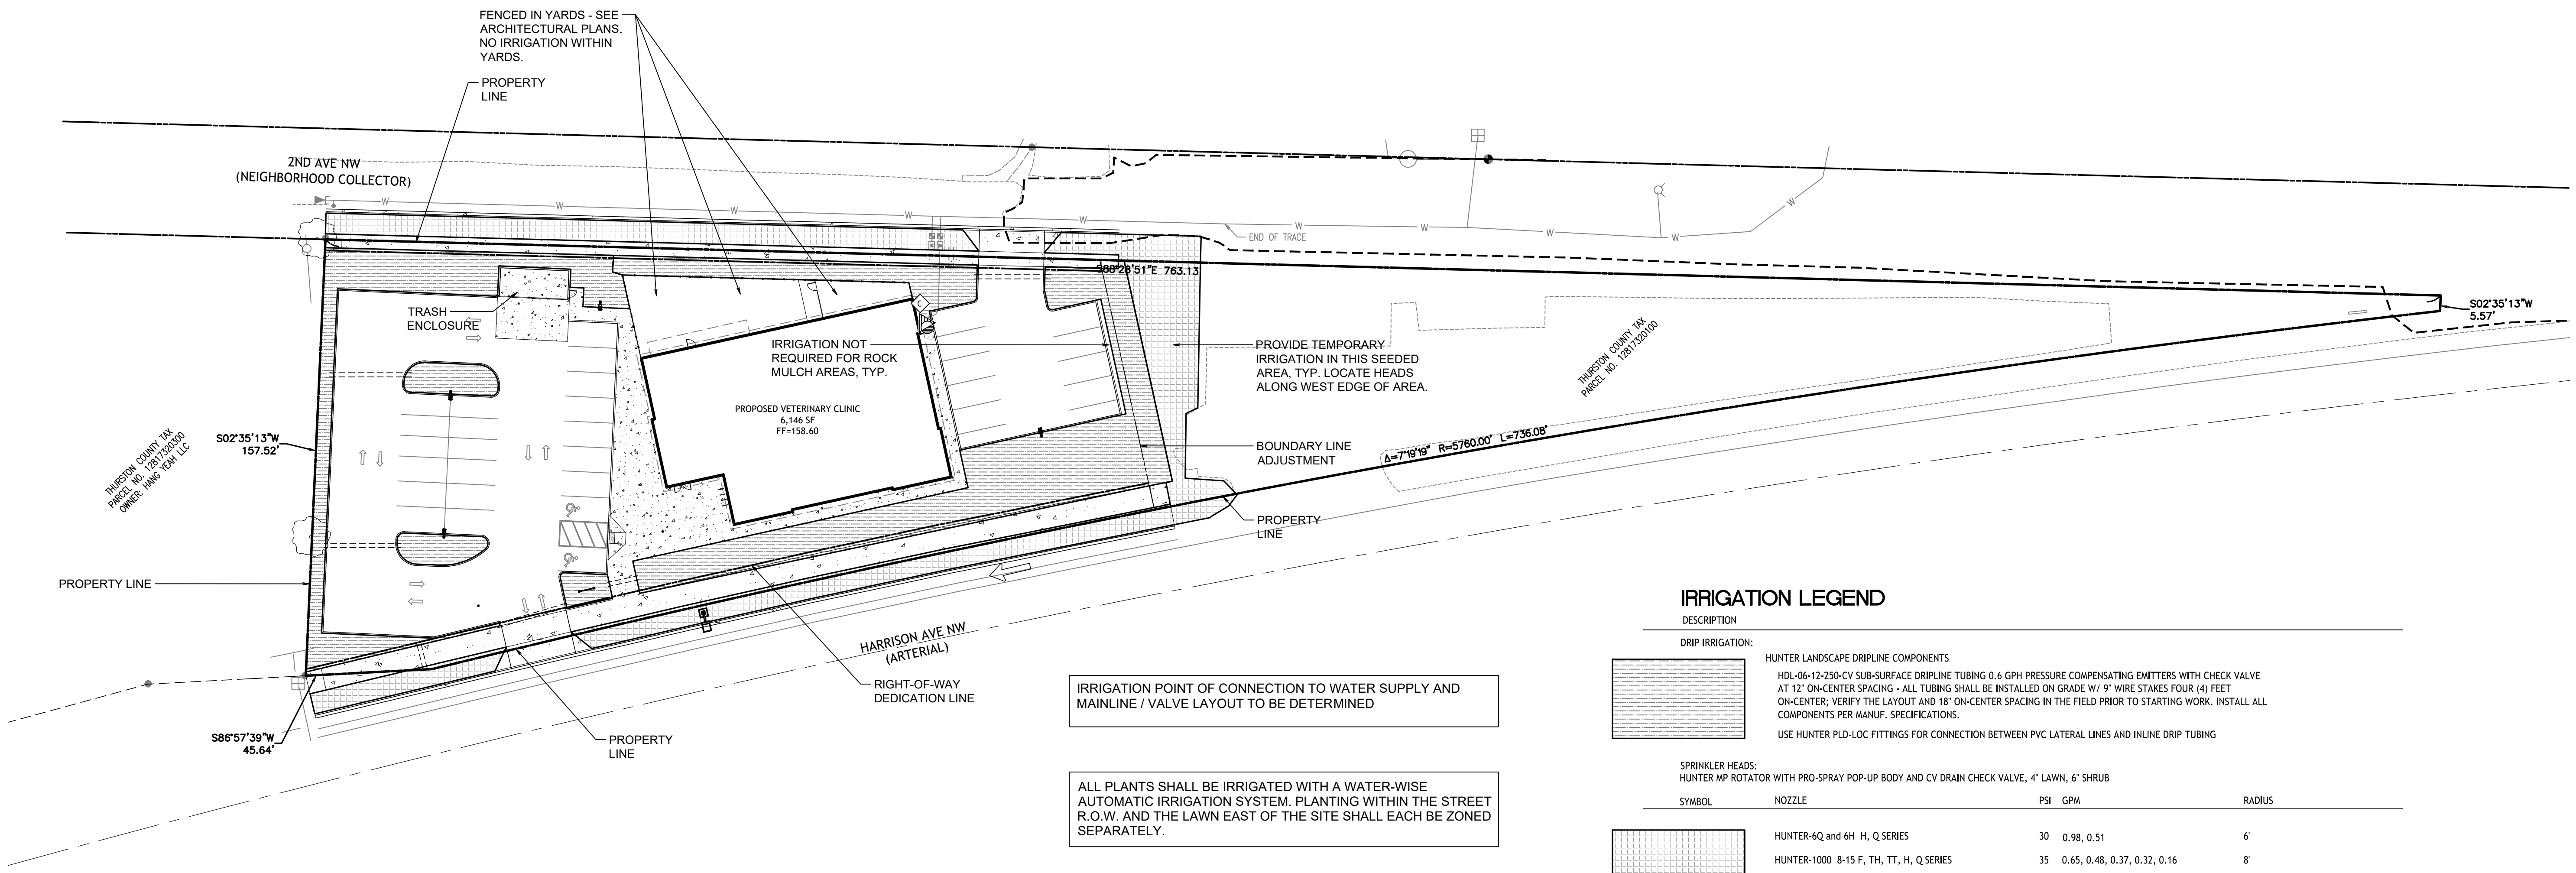 FENCED IN YARDS - SEE
ARCHITECTURAL PLANS.
NO IRRIGATION WITHIN
YARDS.
PROPERTY
LINE
2ND AVE NW
(NEIGHBORHOOD COLLECTOR)
W
W
W
W
W
W
W
W
W
W
END OF TRACE
S88°28'51"E 763.13
S02°35'13"W
5.57'
TRASH
ENCLOSURE
C
IRRIGATION NOT
REQUIRED FOR ROCK
MULCH AREAS, TYP.
PROVIDE TEMPORARY
IRRIGATION IN THIS SEEDED
AREA, TYP. LOCATE HEADS
ALONG WEST EDGE OF AREA.
THURSTON COUNTY TAX
PARCEL NO. 12817320100
PROPOSED VETERINARY CLINIC
6,146 SF
FF=158.60
S02°35'13"W
157.52'
THURSTON COUNTY TAX
PARCEL NO. 12817320300
OWNER: HANG YEAH LLC
BOUNDARY LINE
ADJUSTMENT
Δ=7°19'19" R=5760.00' L=736.08'
PROPERTY
LINE
PROPERTY LINE
HARRISON AVE NW
(ARTERIAL)
RIGHT-OF-WAY
DEDICATION LINE
S86°57'39"W
45.64'
PROPERTY
LINE
IRRIGATION POINT OF CONNECTION TO WATER SUPPLY AND
MAINLINE / VALVE LAYOUT TO BE DETERMINED
ALL PLANTS SHALL BE IRRIGATED WITH A WATER-WISE
AUTOMATIC IRRIGATION SYSTEM. PLANTING WITHIN THE STREET
R.O.W. AND THE LAWN EAST OF THE SITE SHALL EACH BE ZONED
SEPARATELY.
IRRIGATION LEGEND
DESCRIPTION
DRIP IRRIGATION:
HUNTER LANDSCAPE DRIPLINE COMPONENTS
HDL-06-12-250-CV SUB-SURFACE DRIPLINE TUBING 0.6 GPH PRESSURE COMPENSATING EMITTERS WITH CHECK VALVE
AT 12" ON-CENTER SPACING - ALL TUBING SHALL BE INSTALLED ON GRADE W/ 9" WIRE STAKES FOUR (4) FEET
ON-CENTER; VERIFY THE LAYOUT AND 18" ON-CENTER SPACING IN THE FIELD PRIOR TO STARTING WORK. INSTALL ALL
COMPONENTS PER MANUF. SPECIFICATIONS.
USE HUNTER PLD-LOC FITTINGS FOR CONNECTION BETWEEN PVC LATERAL LINES AND INLINE DRIP TUBING
SPRINKLER HEADS:
HUNTER MP ROTATOR WITH PRO-SPRAY POP-UP BODY AND CV DRAIN CHECK VALVE, 4" LAWN, 6" SHRUB
SYMBOL NOZZLE PSI GPM RADIUS
HUNTER-6Q and 6H H, Q SERIES 30 0.98, 0.51 6'
HUNTER-1000 8-15 F, TH, TT, H, Q SERIES 35 0.65, 0.48, 0.37, 0.32, 0.16 8'